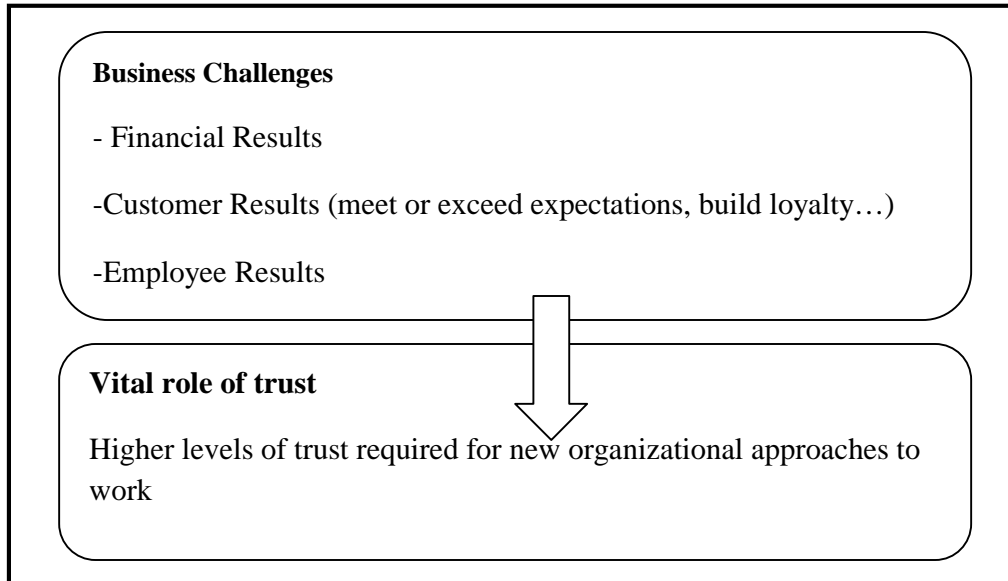 Business Challenges
- Financial Results
-Customer Results (meet or exceed expectations, build loyalty…)
-Employee Results
Vital role of trust
Higher levels of trust required for new organizational approaches to
work